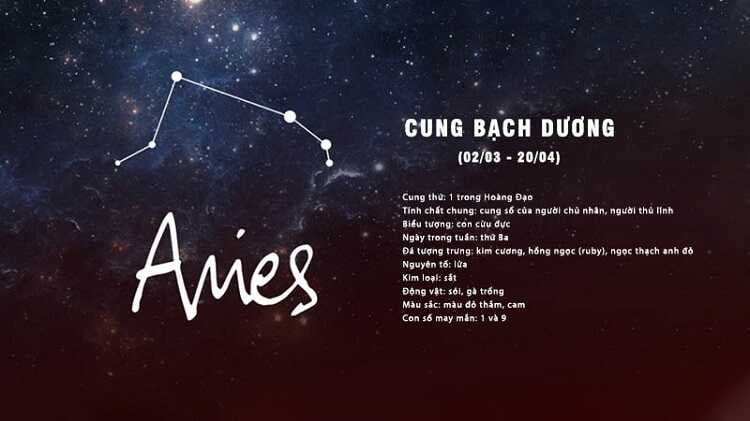 Aries
CUNG BẠCH DƯƠNG
(02/03 - 20/04)
Cung thứ: 1 trong Hoàng Đạo
Tính chất chung: cung số của người chủ nhân, người thủ lĩnh
Biểu tượng: con cừu đực
Ngày trong tuần: thứ Ba
Đá tượng trưng: kim cương, hồng ngọc (ruby), ngọc thạch anh đỏ
Nguyên tố: lửa
Kim loại: sắt
Động vật: sói, gà trống
Màu sắc: màu đỏ thắm, cam
Con số may mắn: 1 và 9